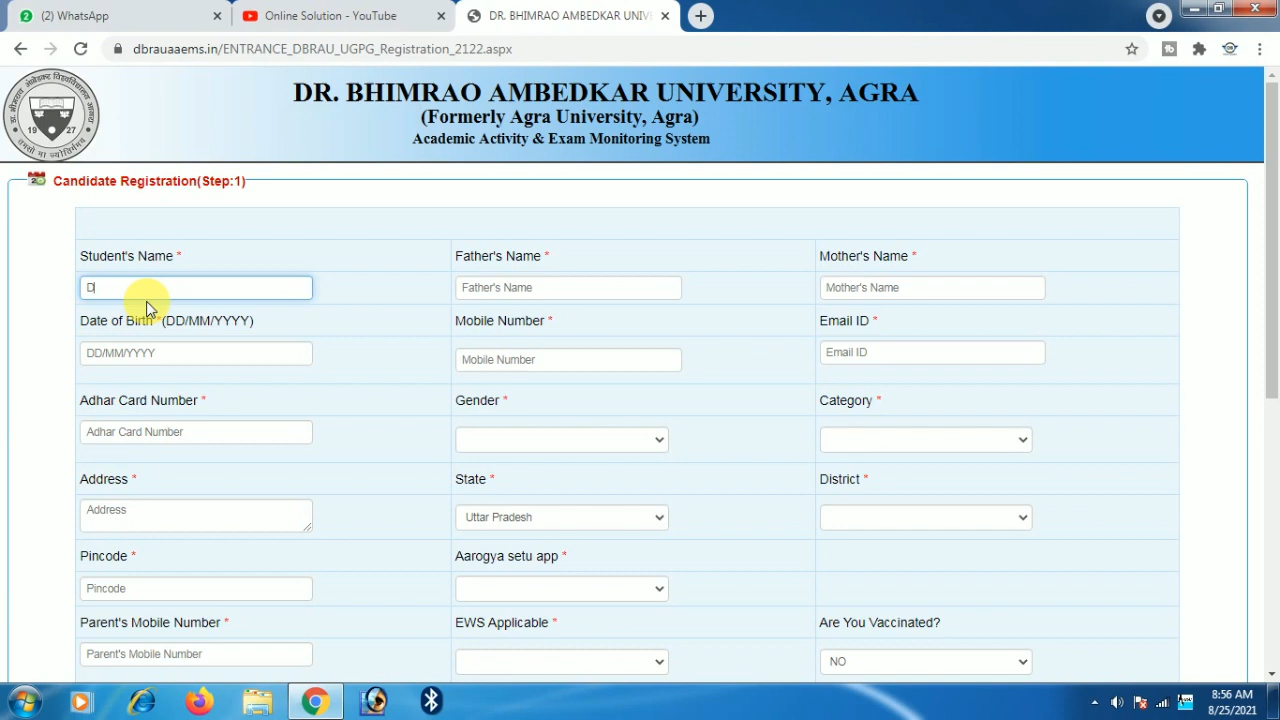 (2) WhatsApp
Online Solution - YouTube
DR. BHIMRAO AMBEDKAR UNIVE
dbrauaaems.in/ENTRANCE_DBRAU_UGPG_Registration_2122.aspx
19 27
DR. BHIMRAO AMBEDKAR UNIVERSITY, AGRA
(Formerly Agra University, Agra)
Academic Activity & Exam Monitoring System
Candidate Registration(Step:1)
Student's Name * Father's Name * Mother's Name *
D Father's Name Mother's Name
Date of Birth * (DD/MM/YYYY) Mobile Number * Email ID *
DD/MM/YYYY Mobile Number Email ID
Adhar Card Number * Gender * Category *
Adhar Card Number
Address * State * District *
Address Uttar Pradesh
Pincode * Aarogya setu app *
Pincode
Parent's Mobile Number * EWS Applicable * Are You Vaccinated?
Parent's Mobile Number NO
8:56 AM
8/25/2021